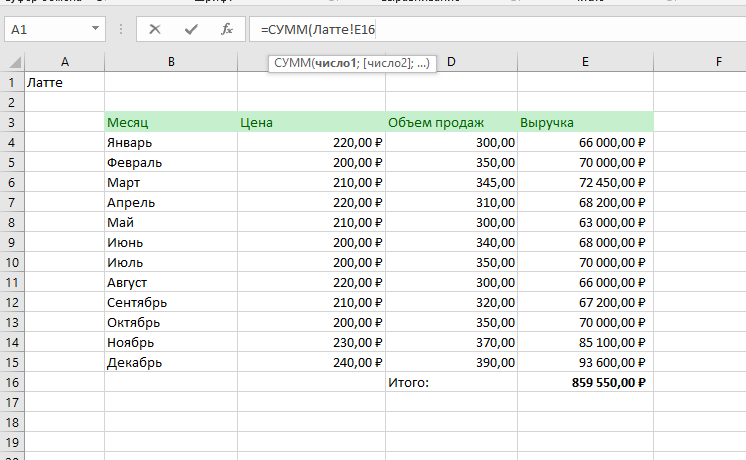 A1 fx =СУММ(Латте!E16
СУММ(число1; [число2]; ...)
A B D E F
1 Латте
2
3 Месяц Цена Объем продаж Выручка
4 Январь 220,00 ₽ 300,00 66 000,00 ₽
5 Февраль 200,00 ₽ 350,00 70 000,00 ₽
6 Март 210,00 ₽ 345,00 72 450,00 ₽
7 Апрель 220,00 ₽ 310,00 68 200,00 ₽
8 Май 210,00 ₽ 300,00 63 000,00 ₽
9 Июнь 200,00 ₽ 340,00 68 000,00 ₽
10 Июль 200,00 ₽ 350,00 70 000,00 ₽
11 Август 220,00 ₽ 300,00 66 000,00 ₽
12 Сентябрь 210,00 ₽ 320,00 67 200,00 ₽
13 Октябрь 200,00 ₽ 350,00 70 000,00 ₽
14 Ноябрь 230,00 ₽ 370,00 85 100,00 ₽
15 Декабрь 240,00 ₽ 390,00 93 600,00 ₽
16 Итого: 859 550,00 ₽
17
18
19